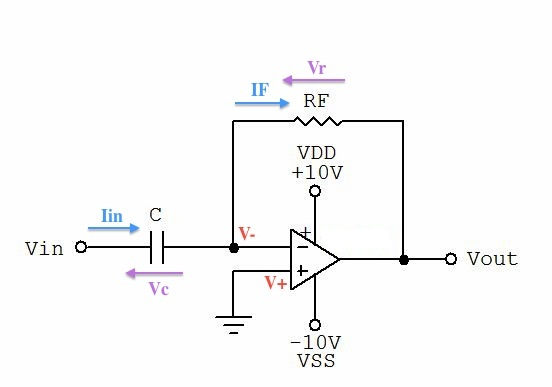 Vr
IF
RF
VDD
+10V
Iin
C
V-
+
−
Vin
Vout
Vc
V+
+
-10V
VSS